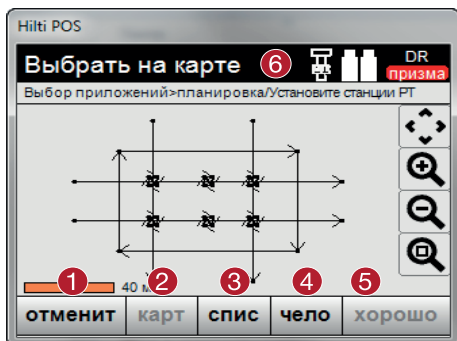 Hilti POS
Выбрать на карте 6 DR
призма
Выбор приложений>планировка/Установите станции PT
1 2 3 4 5
40 м
отменит карт спис чело хорошо